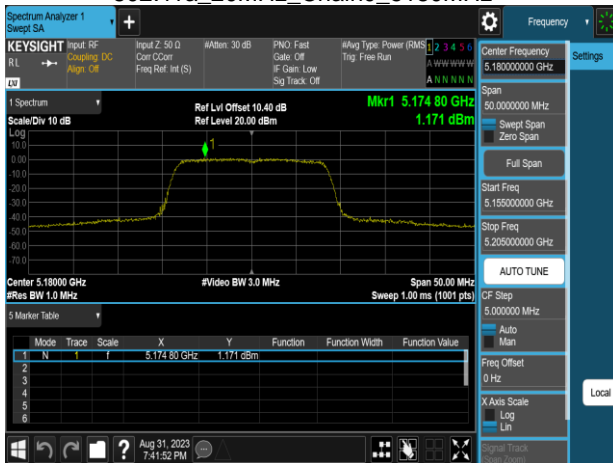 Spectrum Analyzer 1
Swept SA
Frequency
KEYSIGHT
RL
LXI
Input: RF
Coupling: DC
Align: Off
Input Z: 50 Ω
Corr CCorr
Freq Ref: Int (S)
#Atten: 30 dB
PNO: Fast
Gate: Off
IF Gain: Low
Sig Track: Off
#Avg Type: Power (RMS
Trig: Free Run
1 2 3 4 5 6
A W W W W W
A N N N N N
1 Spectrum
Scale/Div 10 dB
Ref Lvl Offset 10.40 dB
Ref Level 20.00 dBm
Mkr1 5.174 80 GHz
1.171 dBm
Log
10.0
0.00
-10.0
-20.0
-30.0
-40.0
-50.0
-60.0
-70.0
1
Center 5.18000 GHz
#Res BW 1.0 MHz
#Video BW 3.0 MHz
Span 50.00 MHz
Sweep 1.00 ms (1001 pts)
5 Marker Table
Mode Trace Scale X Y Function Function Width Function Value
1 N 1 f 5.174 80 GHz 1.171 dBm
2
3
4
5
6
Aug 31, 2023
7:41:52 PM
Center Frequency
5.180000000 GHz
Span
50.0000000 MHz
Swept Span
Zero Span
Full Span
Start Freq
5.155000000 GHz
Stop Freq
5.205000000 GHz
AUTO TUNE
CF Step
5.000000 MHz
Auto
Man
Freq Offset
0 Hz
X Axis Scale
Log
Lin
Signal Track
(Span Zoom)
Settings
Local